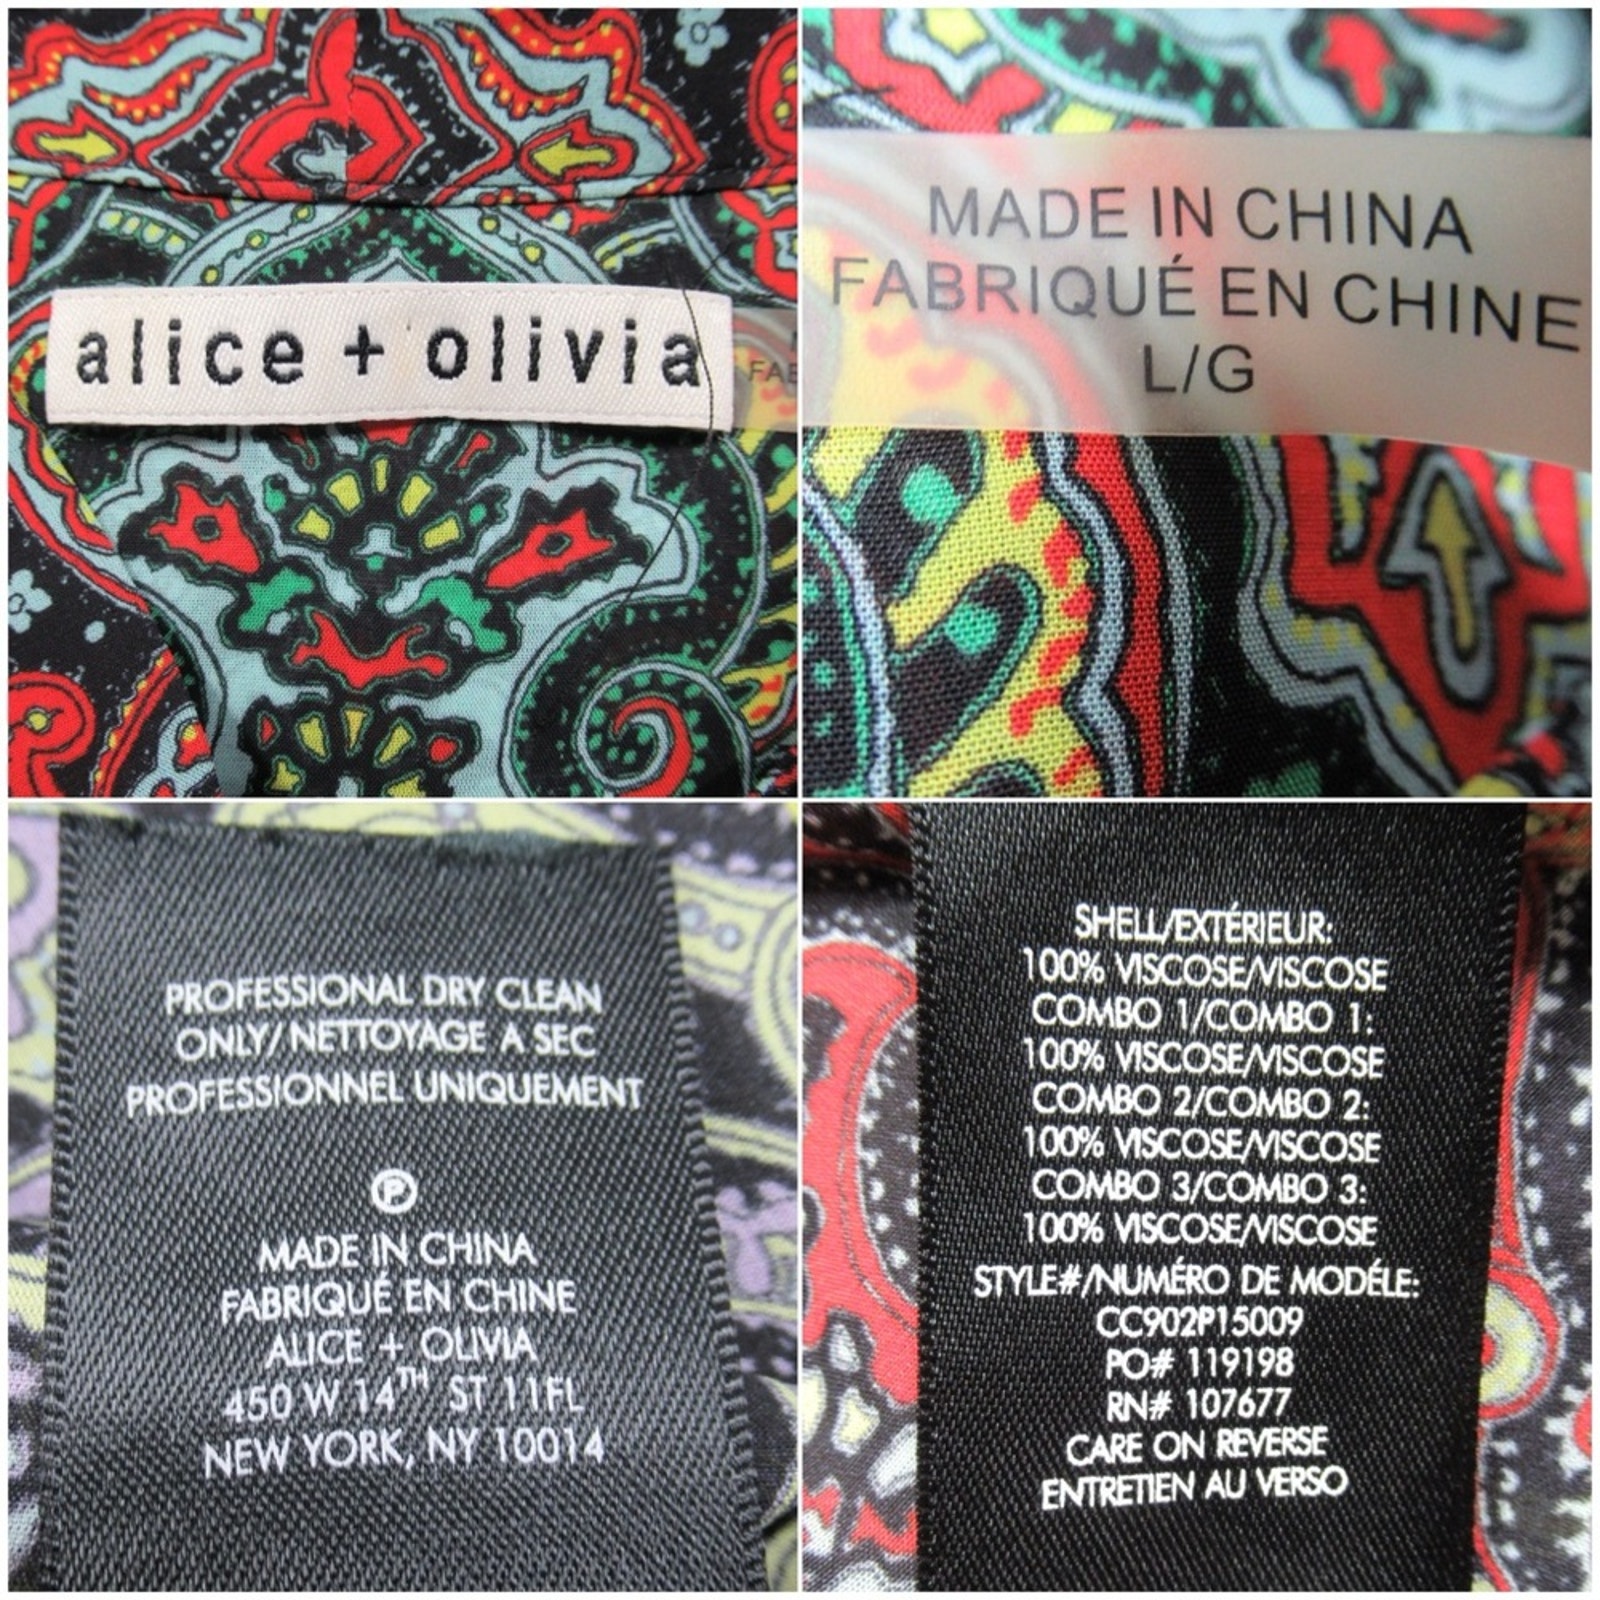 alice + olivia
FAB
MADE IN CHINA
FABRIQUÉ EN CHINE
L/G
PROFESSIONAL DRY CLEAN
ONLY/ NETTOYAGE A SEC
PROFESSIONNEL UNIQUEMENT
P
MADE IN CHINA
FABRIQUÉ EN CHINE
ALICE + OLIVIA
450 W 14TH ST 11FL
NEW YORK, NY 10014
SHELL/EXTÉRIEUR:
100% VISCOSE/VISCOSE
COMBO 1/COMBO 1:
100% VISCOSE/VISCOSE
COMBO 2/COMBO 2:
100% VISCOSE/VISCOSE
COMBO 3/COMBO 3:
100% VISCOSE/VISCOSE
STYLE#/NUMÉRO DE MODÉLE:
CC902P15009
PO# 119198
RN# 107677
CARE ON REVERSE
ENTRETIEN AU VERSO